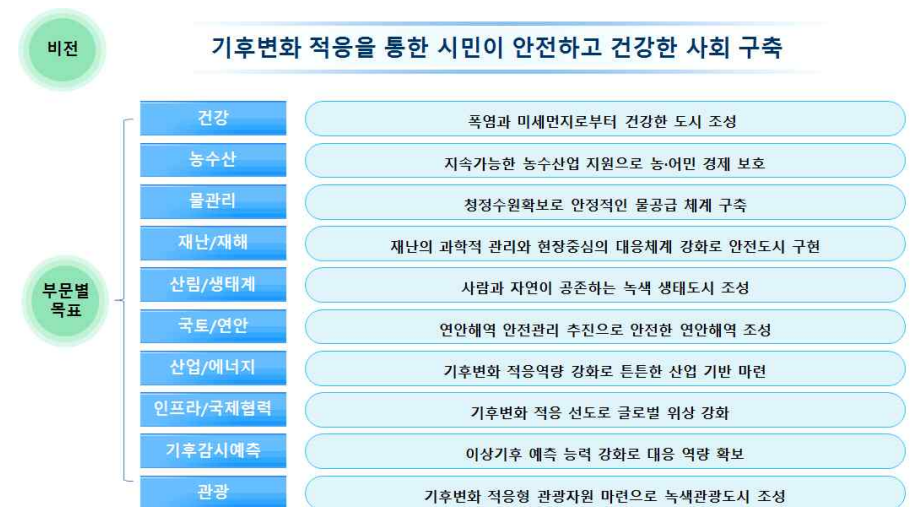 비전
기후변화 적응을 통한 시민이 안전하고 건강한 사회 구축
부문별
목표
건강
폭염과 미세먼지로부터 건강한 도시 조성
농수산
지속가능한 농수산업 지원으로 농·어민 경제 보호
물관리
청정수원확보로 안정적인 물공급 체계 구축
재난/재해
재난의 과학적 관리와 현장중심의 대응체계 강화로 안전도시 구현
산림/생태계
사람과 자연이 공존하는 녹색 생태도시 조성
국토/연안
연안해역 안전관리 추진으로 안전한 연안해역 조성
산업/에너지
기후변화 적응역량 강화로 튼튼한 산업 기반 마련
인프라/국제협력
기후변화 적응 선도로 글로벌 위상 강화
기후감시예측
이상기후 예측 능력 강화로 대응 역량 확보
관광
기후변화 적응형 관광자원 마련으로 녹색관광도시 조성